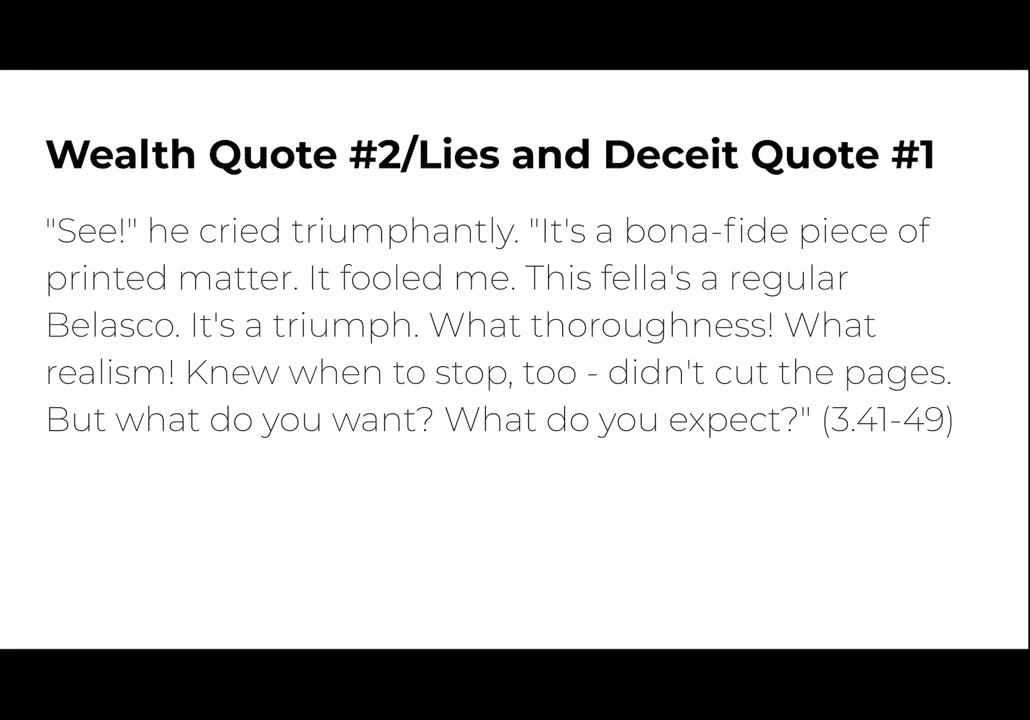 Wealth Quote #2/Lies and Deceit Quote #1
"See!" he cried triumphantly. "It's a bona-fide piece of
printed matter. It fooled me. This fella's a regular
Belasco. It's a triumph. What thoroughness! What
realism! Knew when to stop, too - didn't cut the pages.
But what do you want? What do you expect?" (3.41-49)